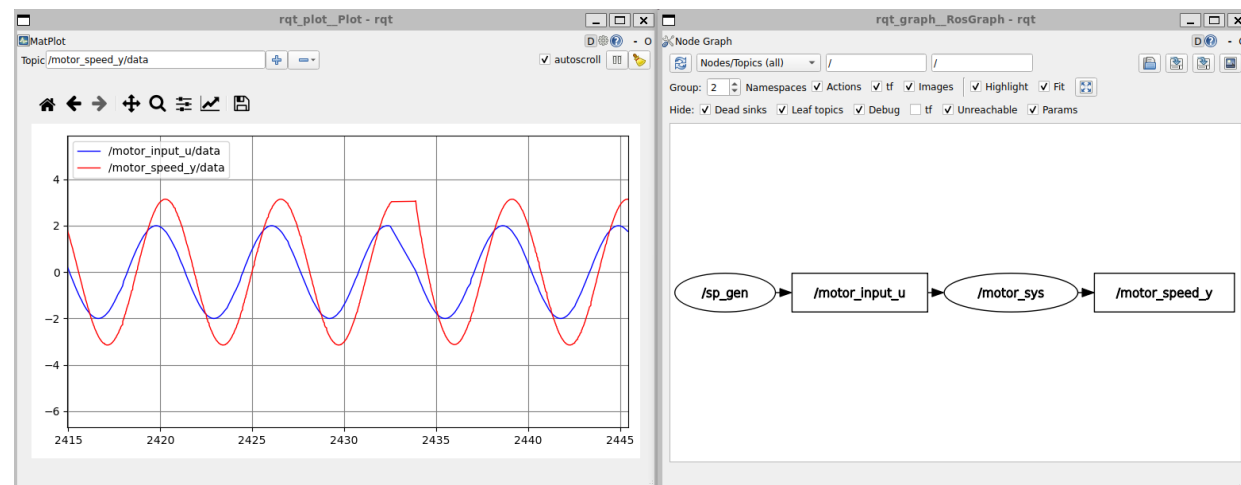 rqt_plot__Plot - rqt
MatPlot
D
- O
Topic /motor_speed_y/data
autoscroll
/motor_input_u/data
/motor_speed_y/data
4
2
0
−2
−4
−6
2415 2420 2425 2430 2435 2440 2445
rqt_graph__RosGraph - rqt
Node Graph
D
-
Nodes/Topics (all) / /
Group: 2 Namespaces Actions tf Images Highlight Fit
Hide: Dead sinks Leaf topics Debug tf Unreachable Params
/sp_gen /motor_input_u /motor_sys /motor_speed_y